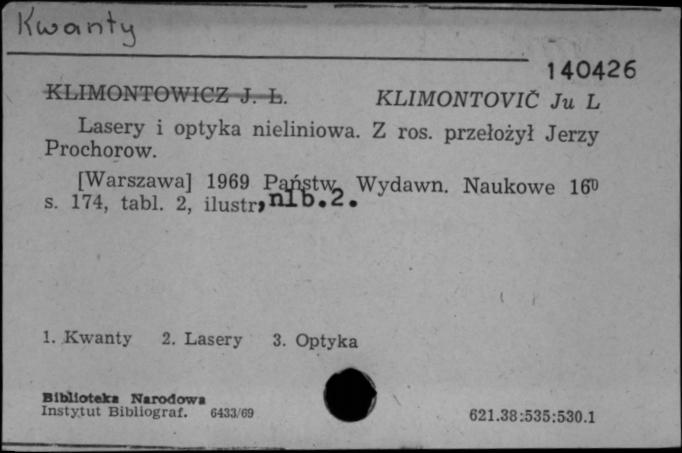 Kwanty
140426
KLIMONTOWICZ J. Ł. KLIMONTOVIČ Ju L
Lasery i optyka nieliniowa. Z ros. przełożył Jerzy
Prochorow.
[Warszawa] 1969 Państw. Wydawn. Naukowe 16⁰
s. 174, tabl. 2, ilustr, nlb.2.
1. Kwanty 2. Lasery 3. Optyka
Biblioteka Narodowa
Instytut Bibliograf. 6433/69
621.38:535:530.1